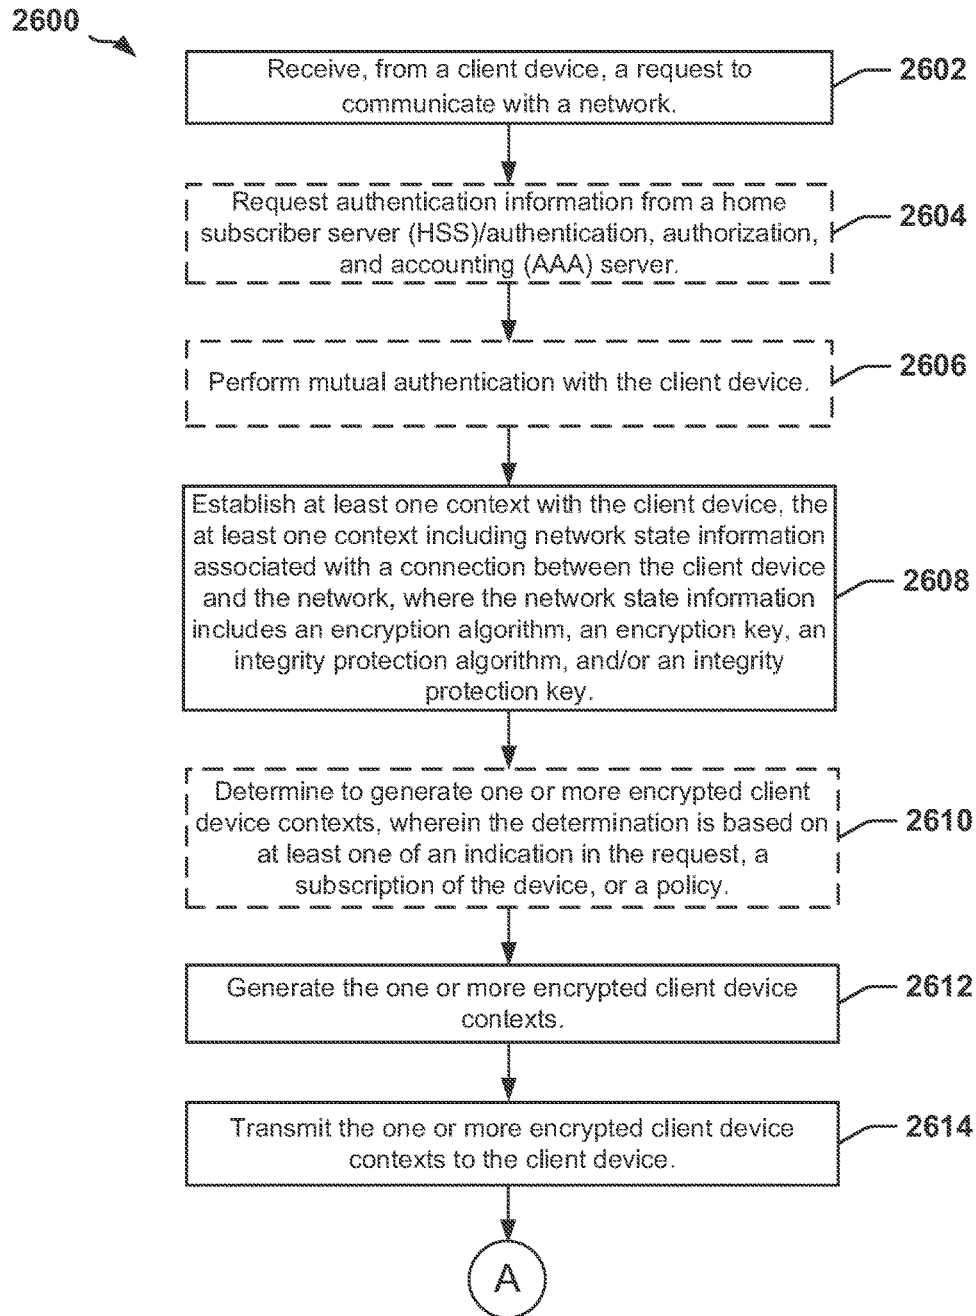 2600
Receive, from a client device, a request to
communicate with a network.
2602
Request authentication information from a home
subscriber server (HSS)/authentication, authorization,
and accounting (AAA) server.
2604
Perform mutual authentication with the client device.
2606
Establish at least one context with the client device, the
at least one context including network state information
associated with a connection between the client device
and the network, where the network state information
includes an encryption algorithm, an encryption key, an
integrity protection algorithm, and/or an integrity
protection key.
2608
Determine to generate one or more encrypted client
device contexts, wherein the determination is based on
at least one of an indication in the request, a
subscription of the device, or a policy.
2610
Generate the one or more encrypted client device
contexts.
2612
Transmit the one or more encrypted client device
contexts to the client device.
2614
A